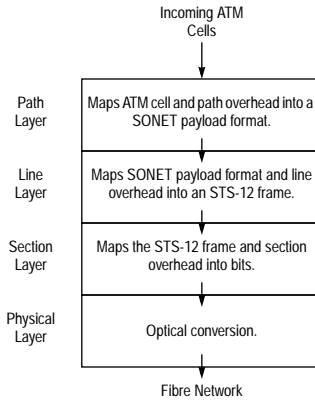 Incoming ATM
Cells
Path
Layer
Maps ATM cell and path overhead into a
SONET payload format.
Line
Layer
Maps SONET payload format and line
overhead into an STS-12 frame.
Section
Layer
Maps the STS-12 frame and section
overhead into bits.
Physical
Layer
Optical conversion.
Fibre Network